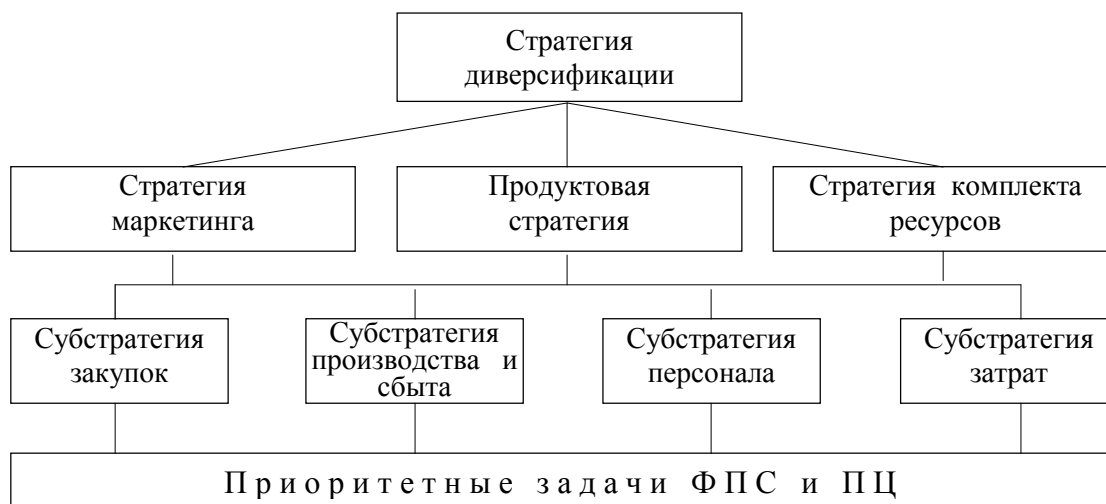 Стратегия
диверсификации
Стратегия
маркетинга
Продуктовая
стратегия
Стратегия комплекта
ресурсов
Субстратегия
закупок
Субстратегия
производства и
сбыта
Субстратегия
персонала
Субстратегия
затрат
Приоритетные задачи ФПС и ПЦ